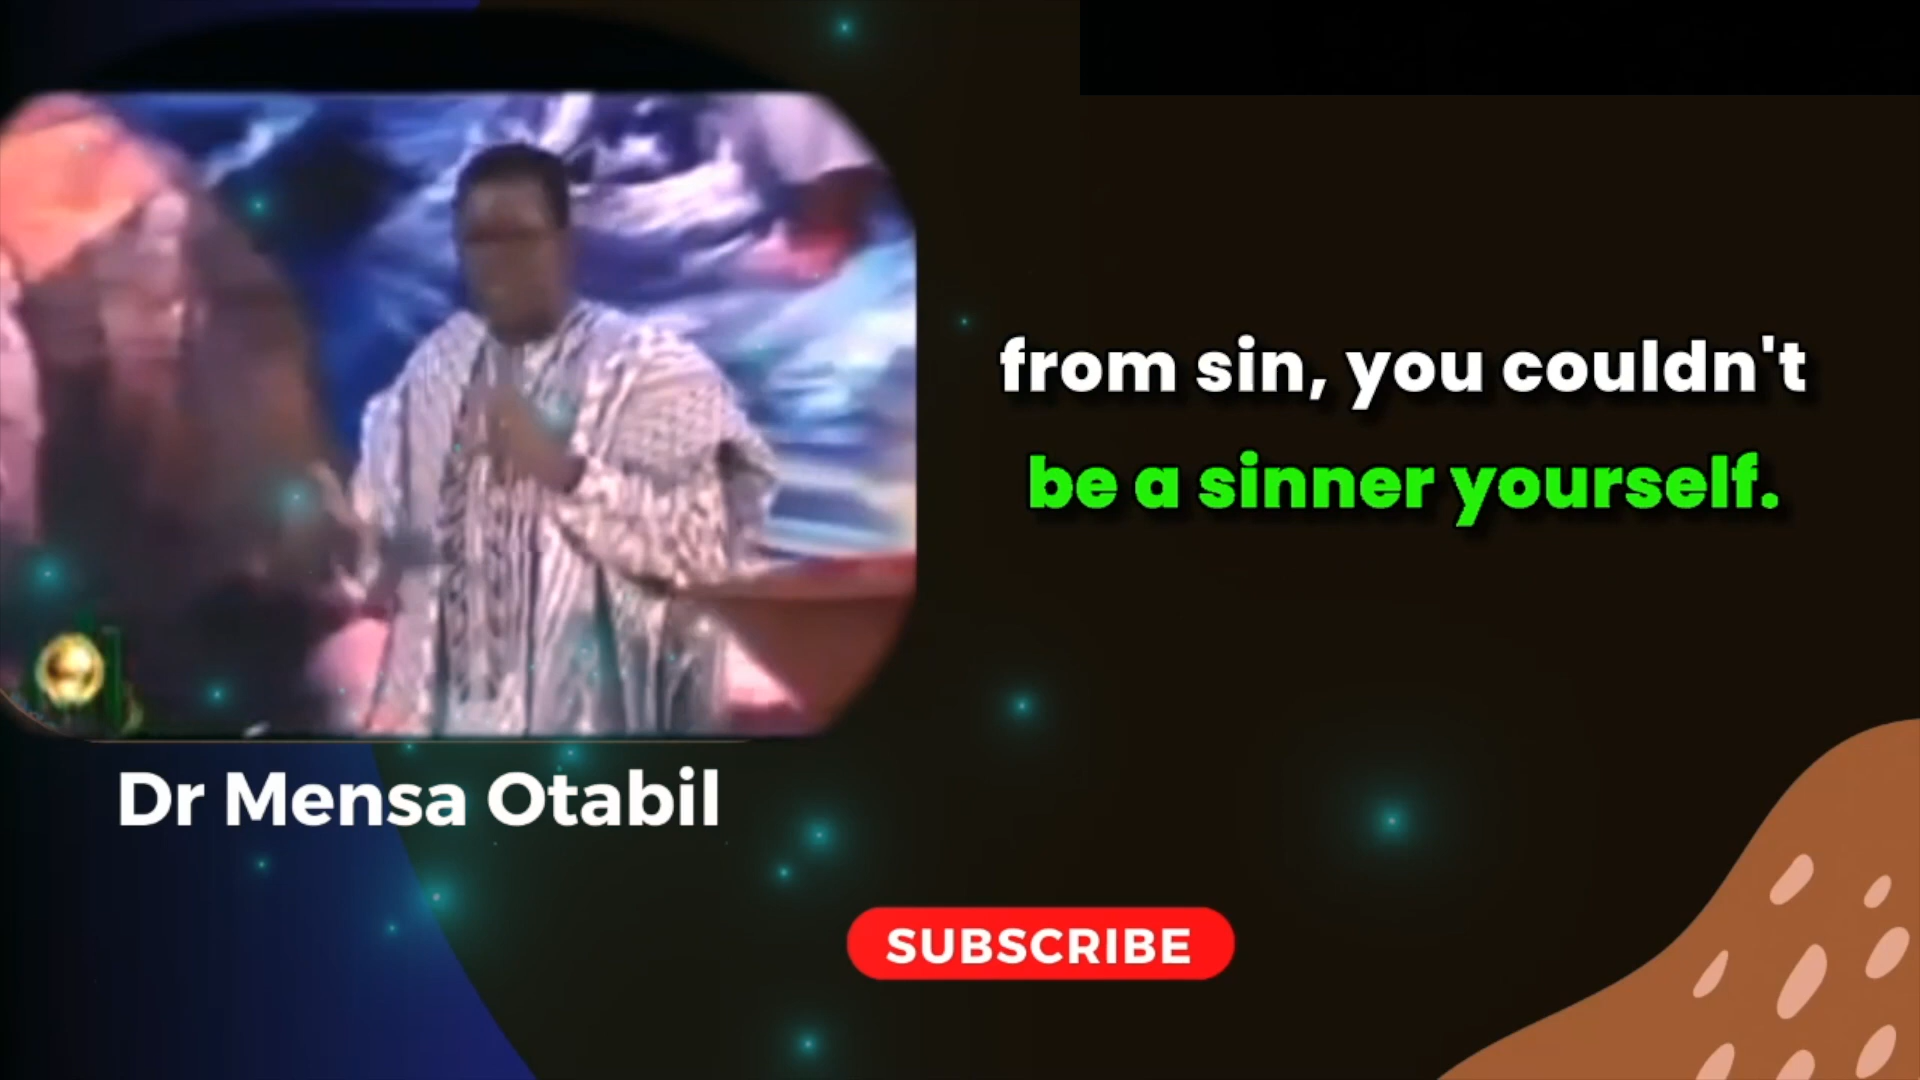 from sin, you couldn't
be a sinner yourself.
Dr Mensa Otabil
SUBSCRIBE